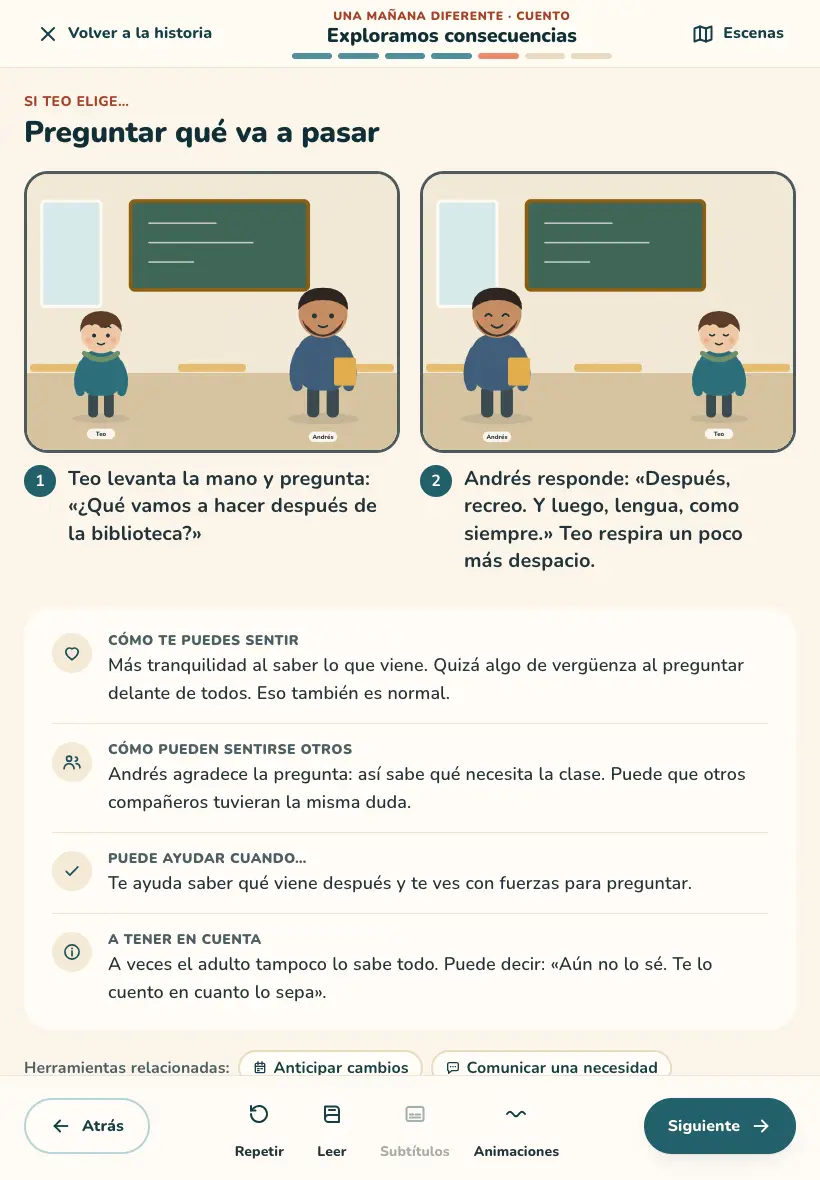 Volver a la historia
UNA MAÑANA DIFERENTE · CUENTO
Exploramos consecuencias
Escenas
SI TEO ELIGE...
Preguntar qué va a pasar
Teo
Andrés
Andrés
Teo
1
Teo levanta la mano y pregunta:
«¿Qué vamos a hacer después de
la biblioteca?»
2
Andrés responde: «Después,
recreo. Y luego, lengua, como
siempre.» Teo respira un poco
más despacio.
CÓMO TE PUEDES SENTIR
Más tranquilidad al saber lo que viene. Quizá algo de vergüenza al preguntar
delante de todos. Eso también es normal.
CÓMO PUEDEN SENTIRSE OTROS
Andrés agradece la pregunta: así sabe qué necesita la clase. Puede que otros
compañeros tuvieran la misma duda.
PUEDE AYUDAR CUANDO...
Te ayuda saber qué viene después y te ves con fuerzas para preguntar.
A TENER EN CUENTA
A veces el adulto tampoco lo sabe todo. Puede decir: «Aún no lo sé. Te lo
cuento en cuanto lo sepa».
Herramientas relacionadas:
Anticipar cambios
Comunicar una necesidad
Atrás
Repetir
Leer
Subtítulos
Animaciones
Siguiente